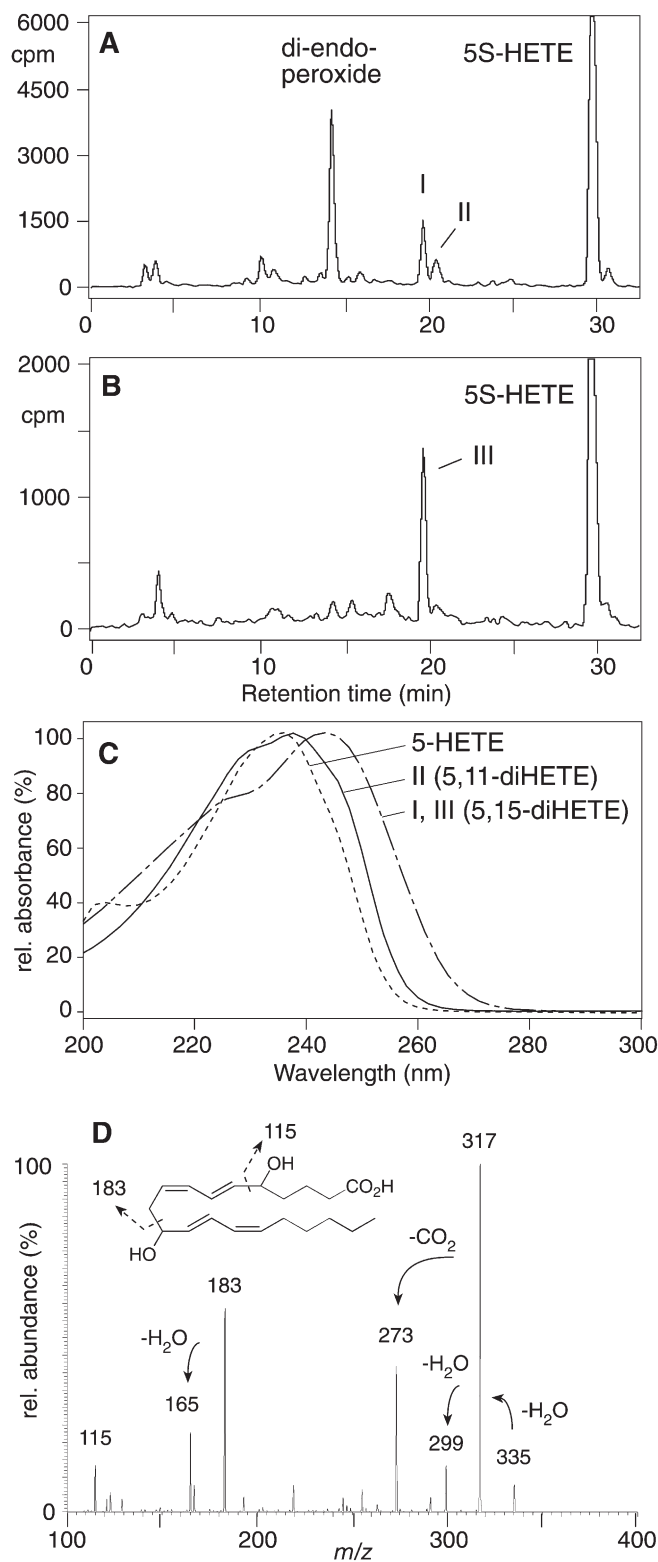 A
6000
cpm
4500
3000
1500
0
di-endo-
peroxide
5S-HETE
I
II
0 10 20 30
B
2000
cpm
1000
0
5S-HETE
III
0 10 20 30
Retention time (min)
C
100
80
60
40
20
0
rel. absorbance (%)
5-HETE
II (5,11-diHETE)
I, III (5,15-diHETE)
200 220 240 260 280 300
Wavelength (nm)
D
100
0
rel. abundance (%)
115
OH
CO₂H
183
HO
317
-CO₂
183
273
-H₂O
-H₂O
165
-H₂O
115
299
335
100 200 300 400
m/z